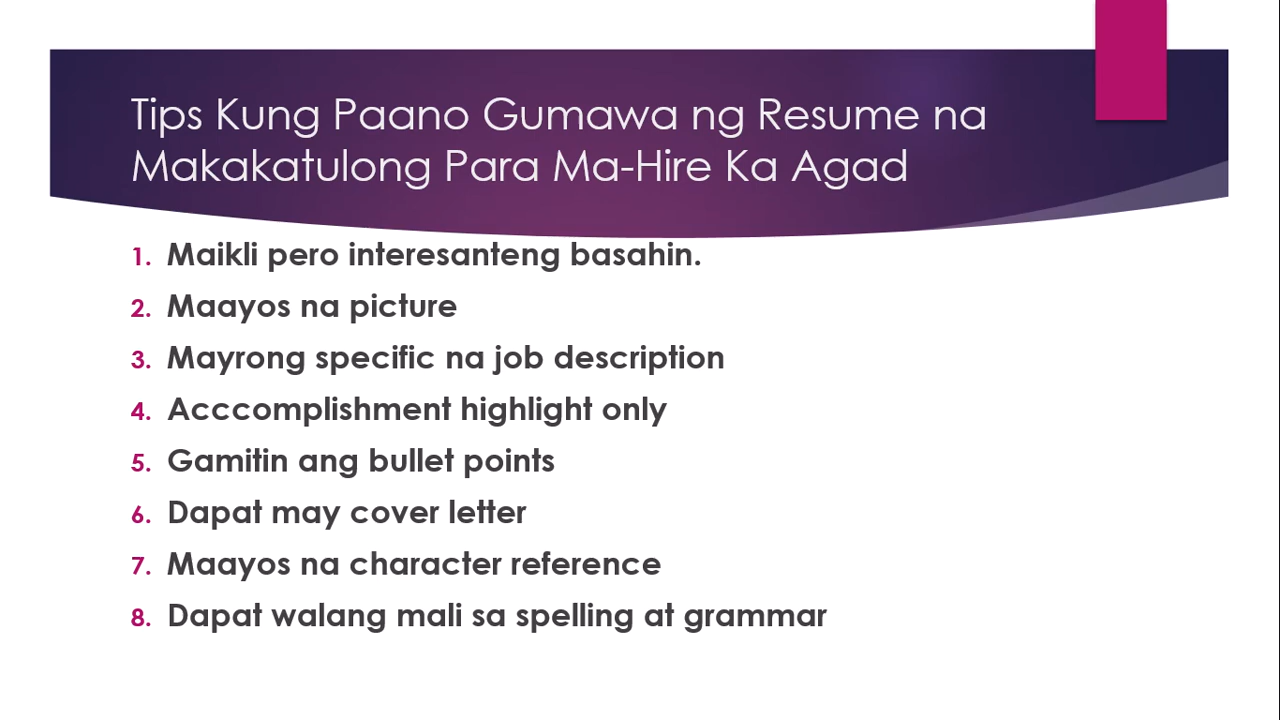 Tips Kung Paano Gumawa ng Resume na
Makakatulong Para Ma-Hire Ka Agad
1. Maikli pero interesanteng basahin.
2. Maayos na picture
3. Mayrong specific na job description
4. Acccomplishment highlight only
5. Gamitin ang bullet points
6. Dapat may cover letter
7. Maayos na character reference
8. Dapat walang mali sa spelling at grammar